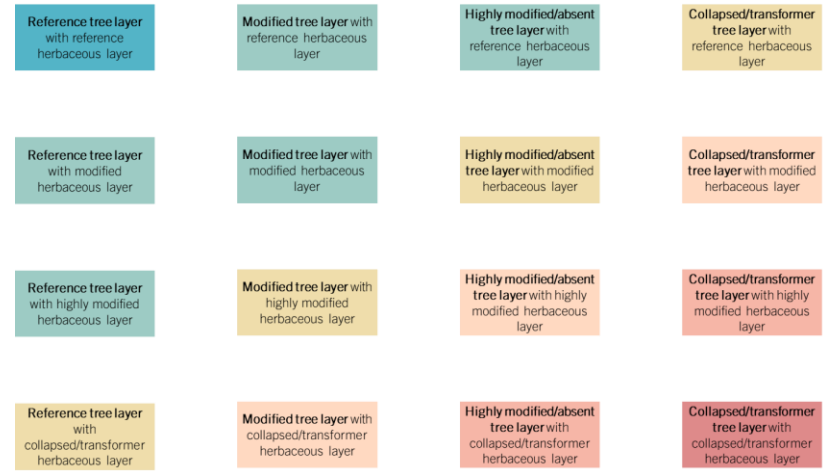 Reference tree layer
with reference
herbaceous layer
Modified tree layer with
reference herbaceous
layer
Highly modified/absent
tree layer with
reference herbaceous
layer
Collapsed/transformer
tree layer with
reference herbaceous
layer
Reference tree layer
with modified
herbaceous layer
Modified tree layer with
modified herbaceous
layer
Highly modified/absent
tree layer with modified
herbaceous layer
Collapsed/transformer
tree layer with modified
herbaceous layer
Reference tree layer
with highly modified
herbaceous layer
Modified tree layer with
highly modified
herbaceous layer
Highly modified/absent
tree layer with highly
modified herbaceous
layer
Collapsed/transformer
tree layer with highly
modified herbaceous
layer
Reference tree layer
with
collapsed/transformer
herbaceous layer
Modified tree layer with
collapsed/transformer
herbaceous layer
Highly modified/absent
tree layer with
collapsed/transformer
herbaceous layer
Collapsed/transformer
tree layer with
collapsed/transformer
herbaceous layer